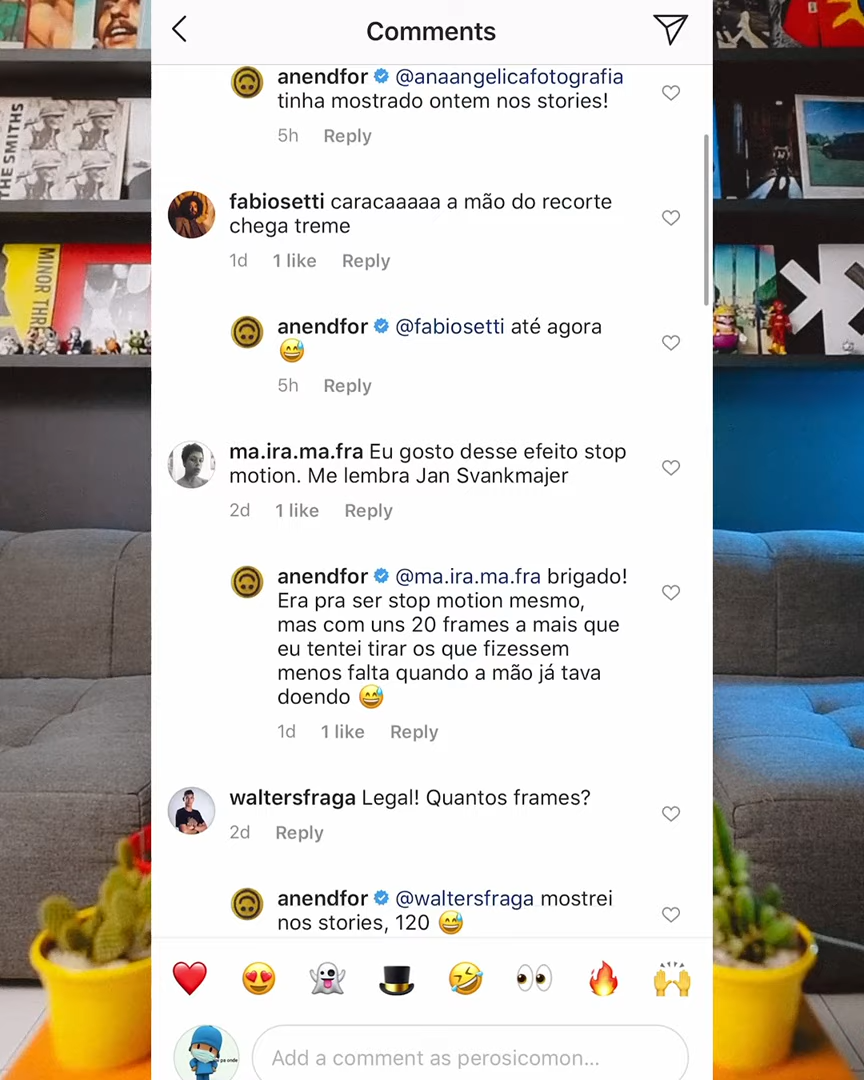 Comments
anendfor @anaangelicafotografia
tinha mostrado ontem nos stories!
5h Reply
fabiosetti caracaaaaa a mão do recorte
chega treme
1d 1 like Reply
anendfor @fabiosetti até agora
😅
5h Reply
ma.ira.ma.fra Eu gosto desse efeito stop
motion. Me lembra Jan Svankmajer
2d 1 like Reply
anendfor @ma.ira.ma.fra brigado!
Era pra ser stop motion mesmo,
mas com uns 20 frames a mais que
eu tentei tirar os que fizessem
menos falta quando a mão já tava
doendo 😅
1d 1 like Reply
waltersfraga Legal! Quantos frames?
2d Reply
anendfor @waltersfraga mostrei
nos stories, 120 😅
Add a comment as perosicomon...
THE SMITHS
MINOR THRE